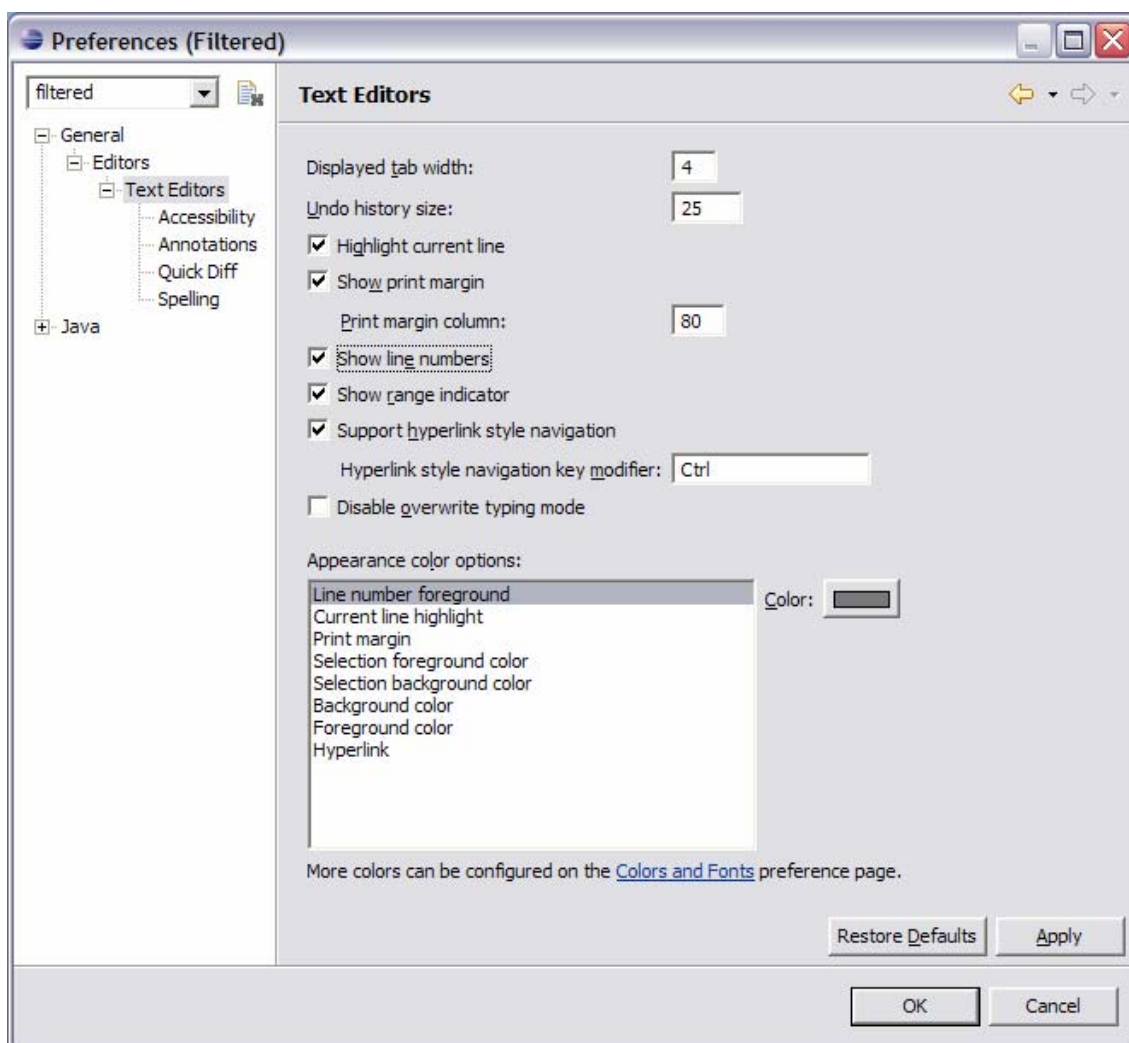 Preferences (Filtered)
filtered
Text Editors
General
Editors
Text Editors
Accessibility
Annotations
Quick Diff
Spelling
Java
Displayed tab width: 4
Undo history size: 25
Highlight current line
Show print margin
Print margin column: 80
Show line numbers
Show range indicator
Support hyperlink style navigation
Hyperlink style navigation key modifier: Ctrl
Disable overwrite typing mode
Appearance color options:
Line number foreground
Color:
Current line highlight
Print margin
Selection foreground color
Selection background color
Background color
Foreground color
Hyperlink
More colors can be configured on the Colors and Fonts preference page.
Restore Defaults Apply
OK Cancel